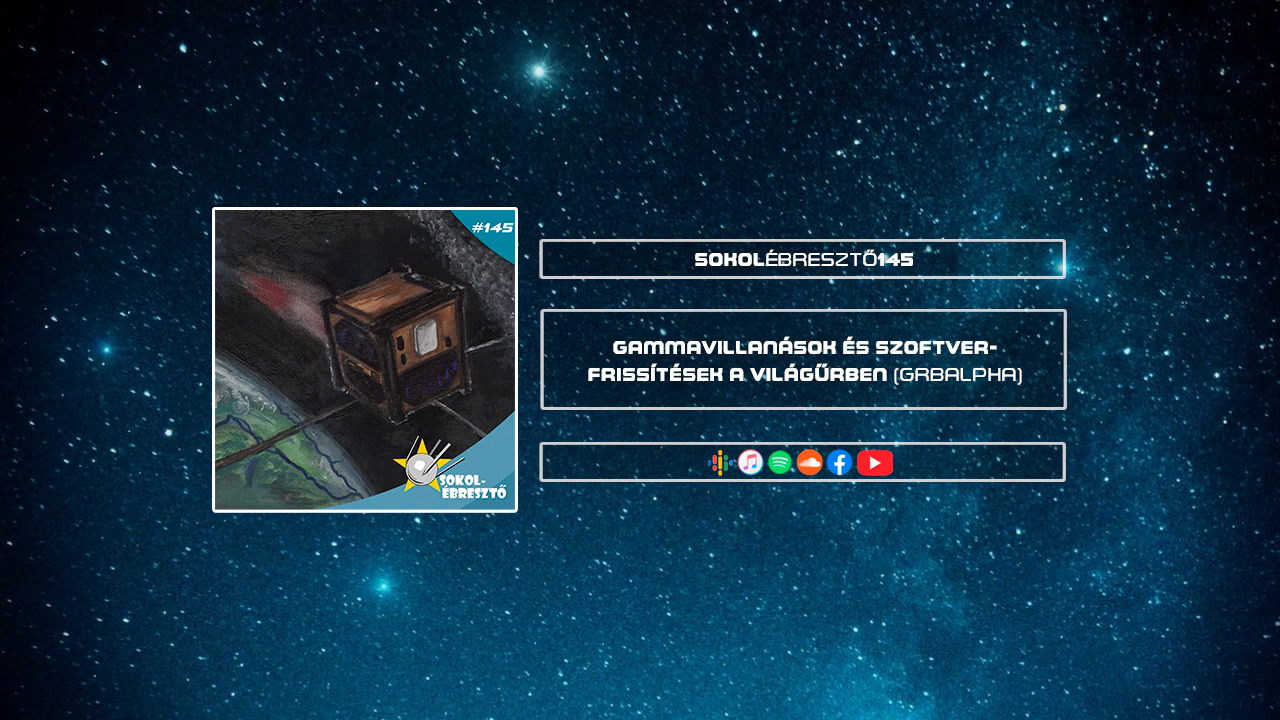 #145
SOKOL-
ÉBRESZTŐ
SOKOLÉBRESZTŐ145
GAMMAVILLANÁSOK ÉS SZOFTVER-
FRISSÍTÉSEK A VILÁGŰRBEN (GRBALPHA)